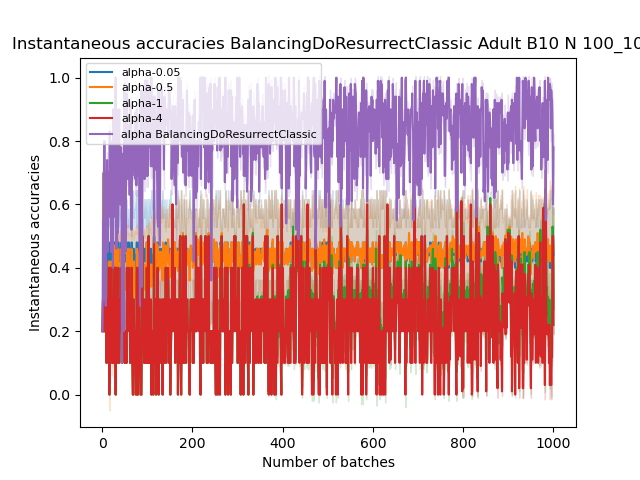 Instantaneous accuracies BalancingDoResurrectClassic Adult B10 N 100_10
alpha-0.05
alpha-0.5
alpha-1
alpha-4
alpha BalancingDoResurrectClassic
1.0
0.8
0.6
0.4
0.2
0.0
Instantaneous accuracies
0 200 400 600 800 1000
Number of batches